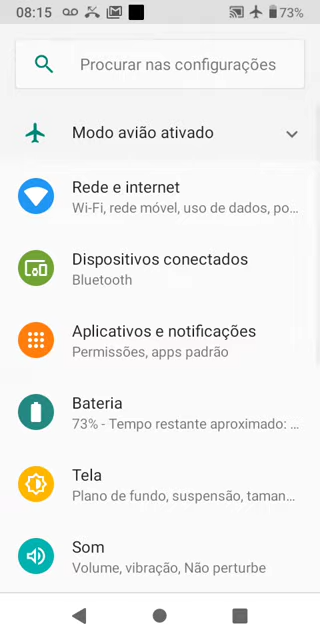 08:15
73%
Procurar nas configurações
Modo avião ativado
Rede e internet
Wi-Fi, rede móvel, uso de dados, po…
Dispositivos conectados
Bluetooth
Aplicativos e notificações
Permissões, apps padrão
Bateria
73% - Tempo restante aproximado: …
Tela
Plano de fundo, suspensão, taman…
Som
Volume, vibração, Não perturbe